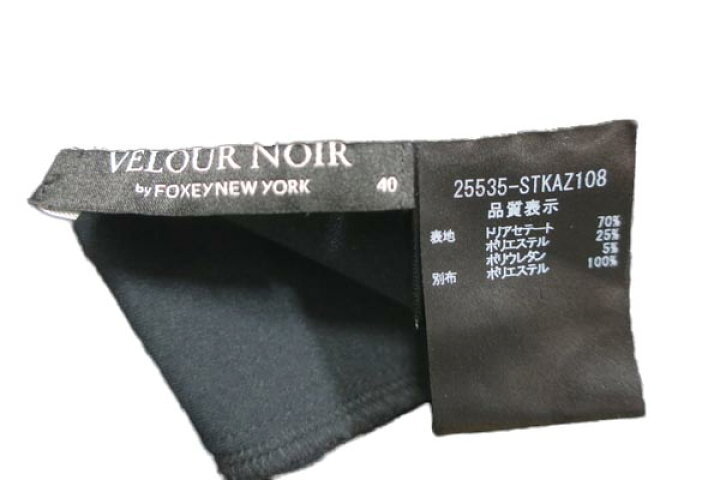 VELOUR NOIR
by FOXEY NEW YORK 40
25535-STKAZ108
品質表示
表地 トリアセテート 70%
ポリエステル 25%
ポリウレタン 5%
別布 ポリエステル 100%